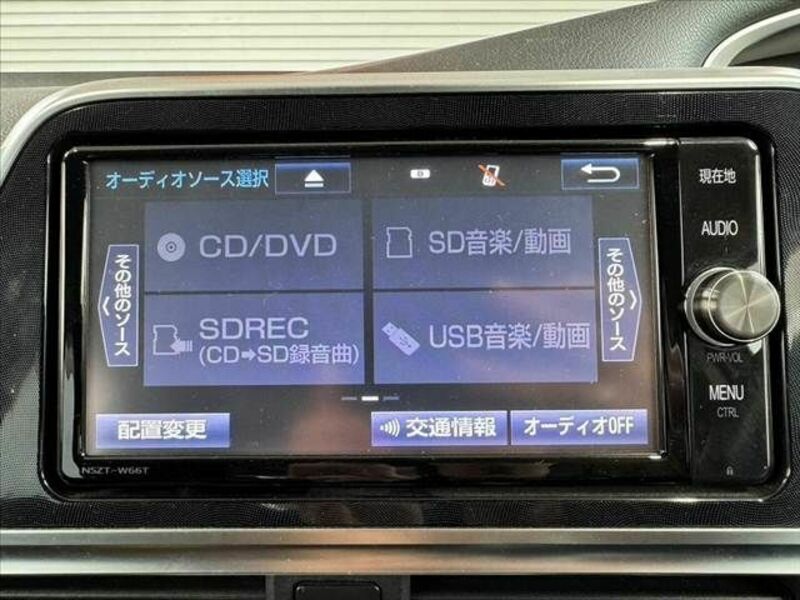 オーディオソース選択
現在地
CD/DVD
SD音楽/動画
AUDIO
その他のソース
その他のソース
SDREC
(CD➡SD録音曲)
USB音楽/動画
PWR•VOL
MENU
CTRL
配置変更
交通情報
オーディオOFF
NSZT-W66T